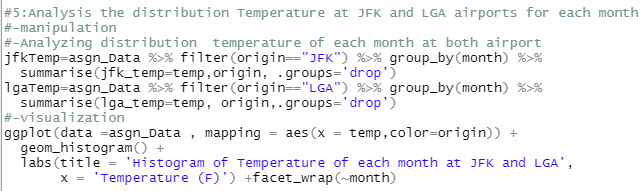 #5:Analysis the distribution Temperature at JFK and LGA airports for each month
#-manipulation
#-Analyzing distribution  temperature of each month at both airport
jfkTemp=asgn_Data %>% filter(origin=="JFK") %>% group_by(month) %>%
  summarise(jfk_temp=temp,origin, .groups='drop')
lgaTemp=asgn_Data %>% filter(origin=="LGA") %>% group_by(month) %>%
  summarise(lga_temp=temp, origin,.groups='drop')
#-visualization
ggplot(data =asgn_Data , mapping = aes(x = temp,color=origin)) +
  geom_histogram() +
  labs(title = 'Histogram of Temperature of each month at JFK and LGA',
       x = 'Temperature (F)') +facet_wrap(~month)